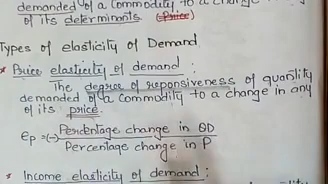 demanded of a commodity to a change
of its determinants (Price)
Types of elasticity of Demand
* Price elasticity of demand :
The degree of reponsiveness of quanlity
demanded of a commodity to a change in any
of its price.
ep =(-) Percentage change in QD
Percentage change in P
* Income elasticity of demand :